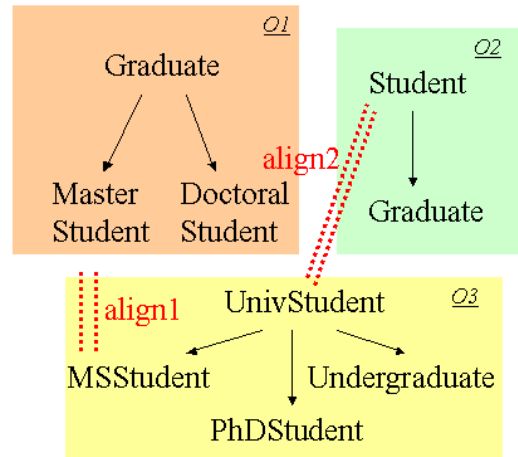 O1
Graduate
Master
Student
Doctoral
Student
O2
Student
Graduate
align2
align1
O3
UnivStudent
MSStudent
Undergraduate
PhDStudent